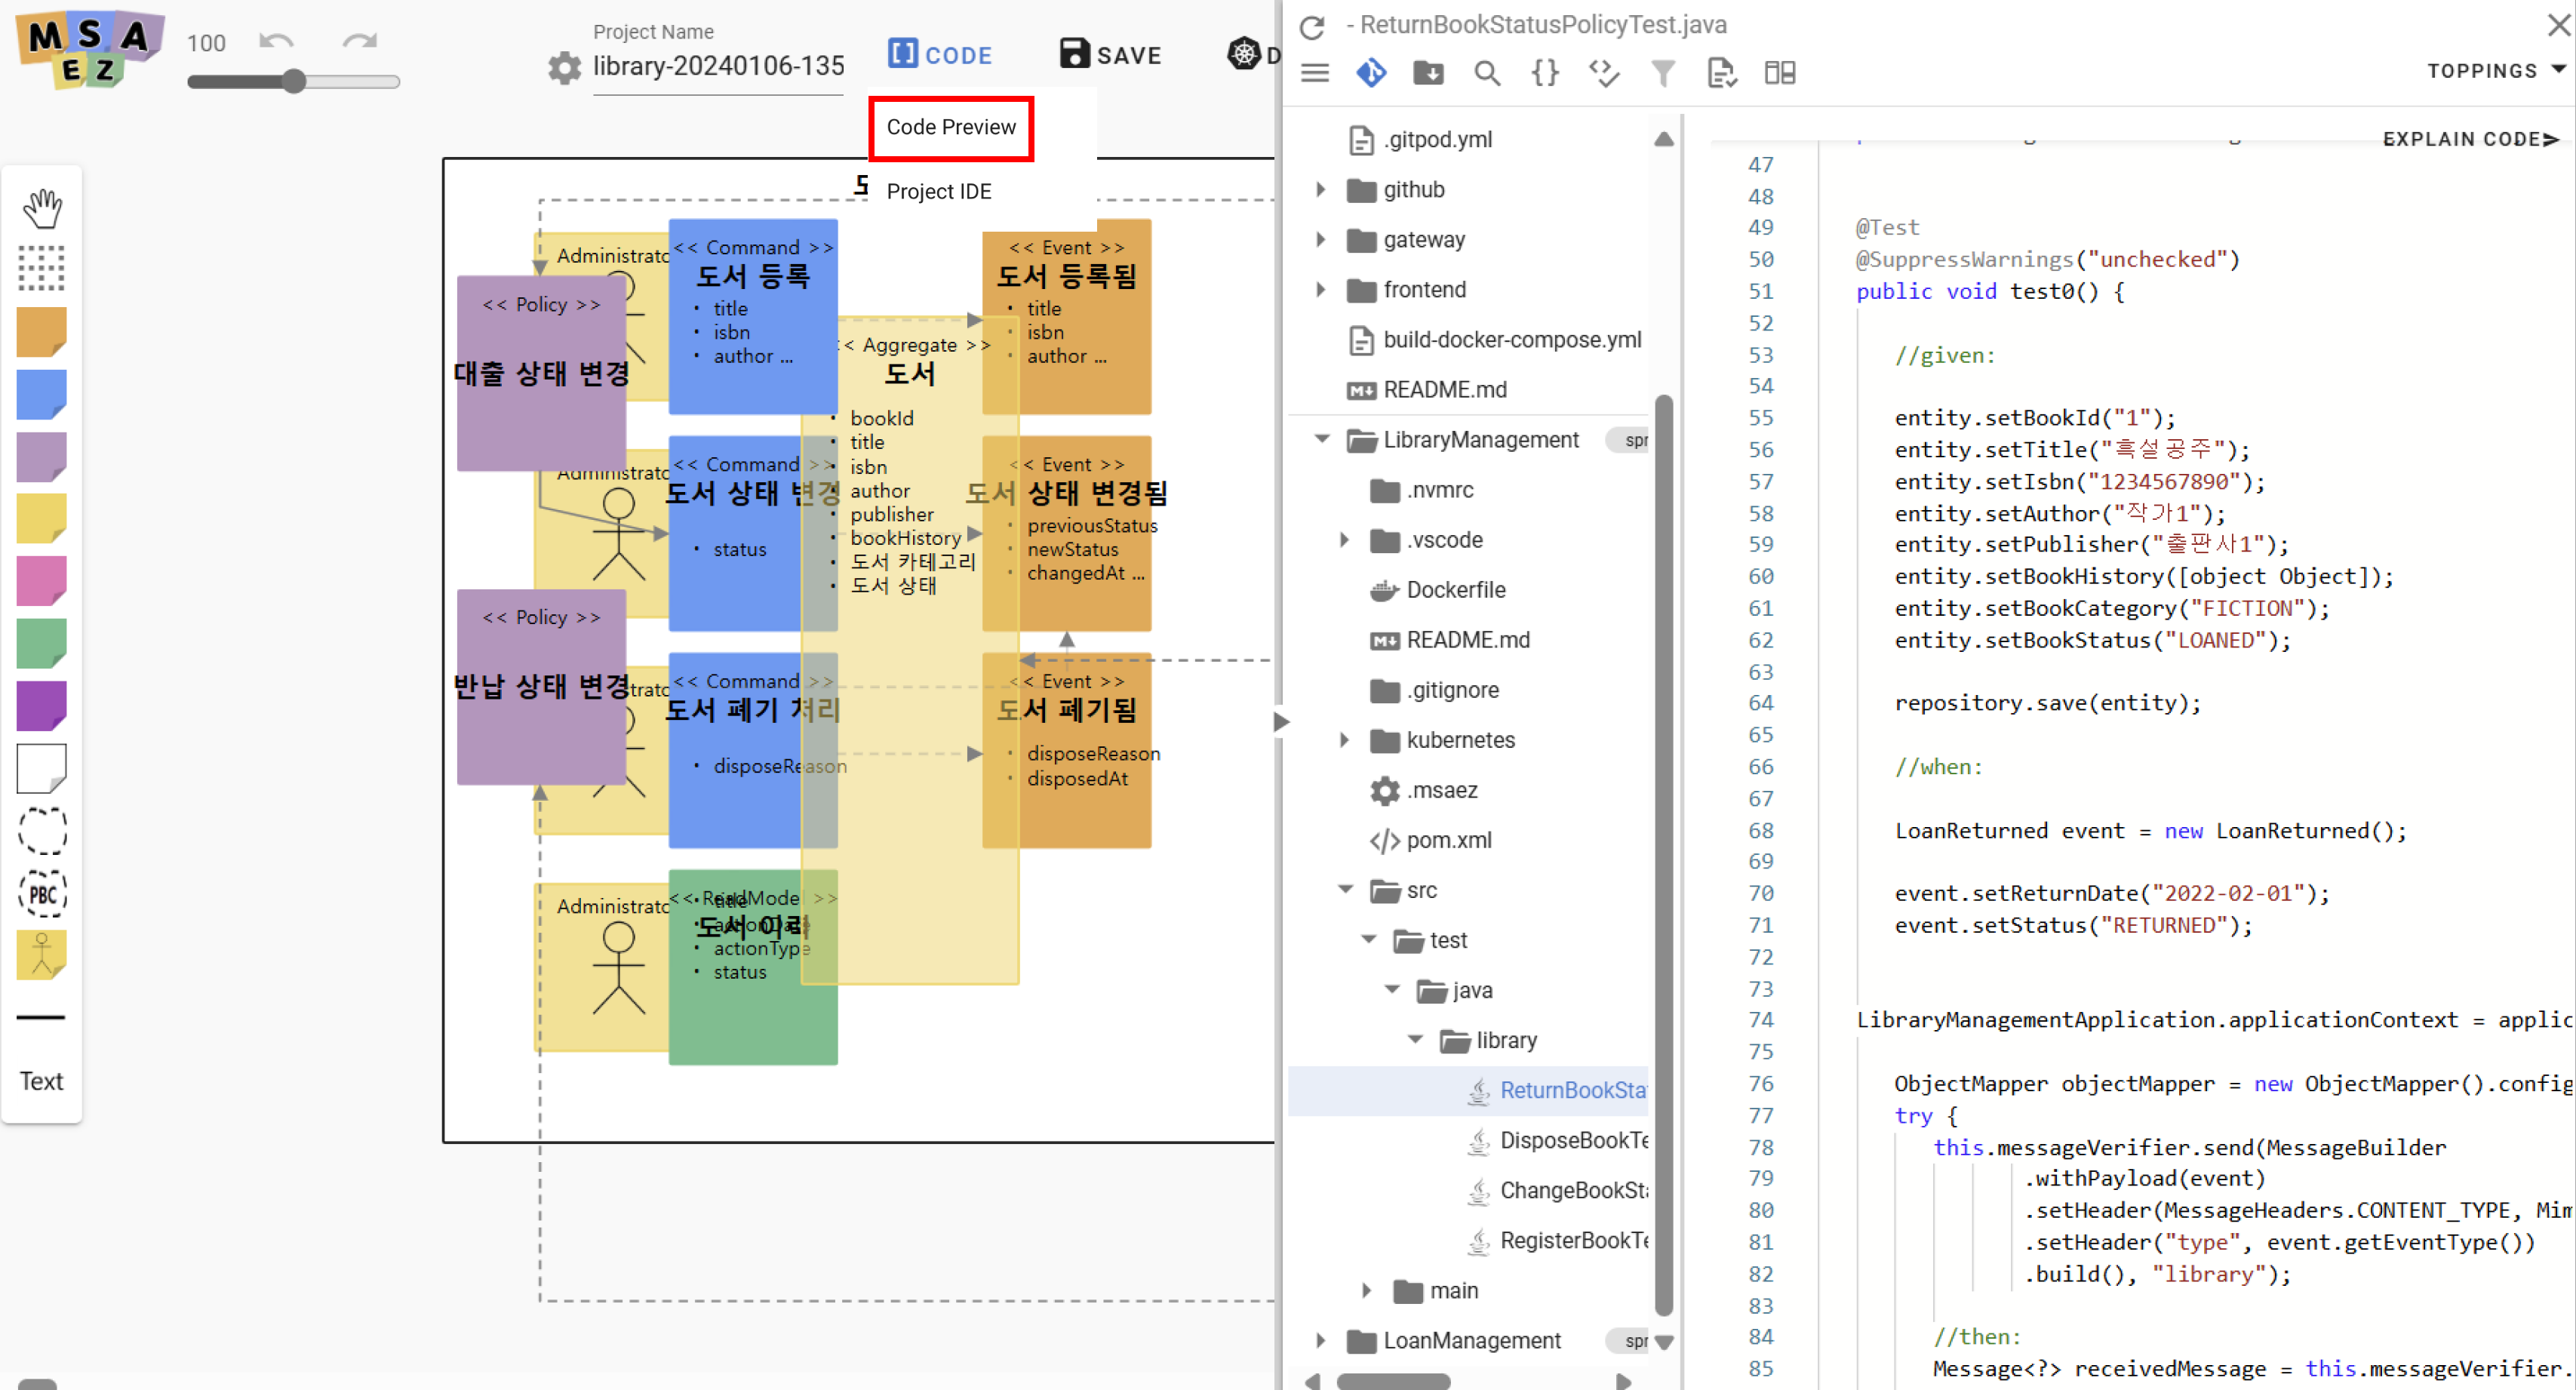 MSA
EZ
100
Project Name
library-20240106-135
CODE
SAVE
D
Code Preview
Project IDE
Text
Administrato
<< Policy >>
대출 상태 변경
<< Command >>
도서 등록
title
isbn
author ...
<< Event >>
도서 등록됨
title
isbn
author ...
< Aggregate >>
도서
bookId
title
isbn
author
publisher
bookHistory
도서 카테고리
도서 상태
Administrato
<< Command >>
도서 상태 변경
status
<< Event >>
도서 상태 변경됨
previousStatus
newStatus
changedAt ...
<< Policy >>
반납 상태 변경
strato
<< Command >>
도서 폐기 처리
disposeReason
<< Event >>
도서 폐기됨
disposeReason
disposedAt
Administrato
<< ReadModel >>
title
도서 이력
actionDate
actionType
status
PBC
- ReturnBookStatusPolicyTest.java
TOPPINGS
EXPLAIN CODE
.gitpod.yml
github
gateway
frontend
build-docker-compose.yml
README.md
LibraryManagement spr
.nvmrc
.vscode
Dockerfile
README.md
.gitignore
kubernetes
.msaez
pom.xml
src
test
java
library
ReturnBookSta
DisposeBookTe
ChangeBookSta
RegisterBookTe
main
LoanManagement spr
47
48
49 @Test
50 @SuppressWarnings("unchecked")
51 public void test0() {
52
53 //given:
54
55 entity.setBookId("1");
56 entity.setTitle("흑설공주");
57 entity.setIsbn("1234567890");
58 entity.setAuthor("작가1");
59 entity.setPublisher("출판사1");
60 entity.setBookHistory([object Object]);
61 entity.setBookCategory("FICTION");
62 entity.setBookStatus("LOANED");
63
64 repository.save(entity);
65
66 //when:
67
68 LoanReturned event = new LoanReturned();
69
70 event.setReturnDate("2022-02-01");
71 event.setStatus("RETURNED");
72
73
74 LibraryManagementApplication.applicationContext = applic
75
76 ObjectMapper objectMapper = new ObjectMapper().config
77 try {
78 this.messageVerifier.send(MessageBuilder
79 .withPayload(event)
80 .setHeader(MessageHeaders.CONTENT_TYPE, Mim
81 .setHeader("type", event.getEventType())
82 .build(), "library");
83
84 //then:
85 Message<?> receivedMessage = this.messageVerifier.